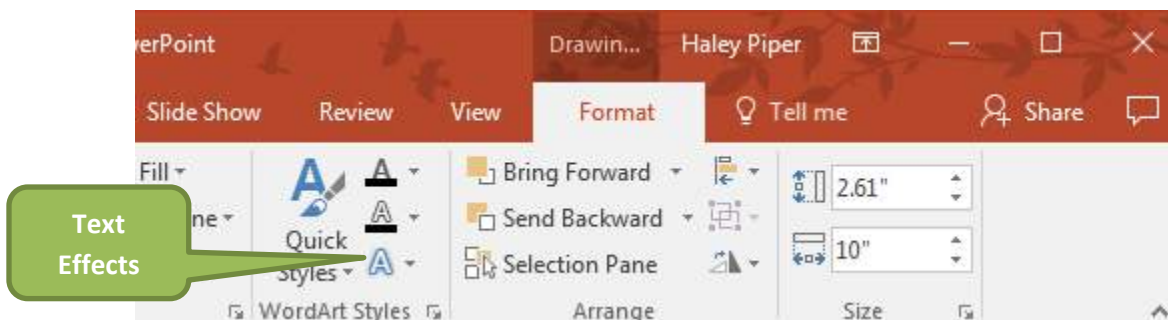 erPoint Drawin... Haley Piper
Slide Show Review View Format Tell me Share
Fill
ne
Text
Effects
Quick
Styles
WordArt Styles
Bring Forward
Send Backward
Selection Pane
Arrange
2.61"
10"
Size